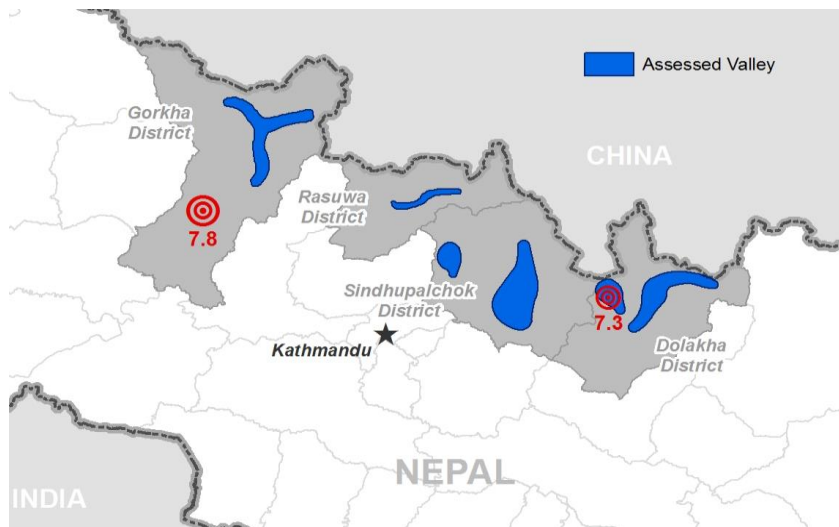 Assessed Valley
Gorkha
District
CHINA
Rasuwa
District
7.8
Sindhupalchok
District
7.3
Kathmandu
Dolakha
District
NEPAL
INDIA